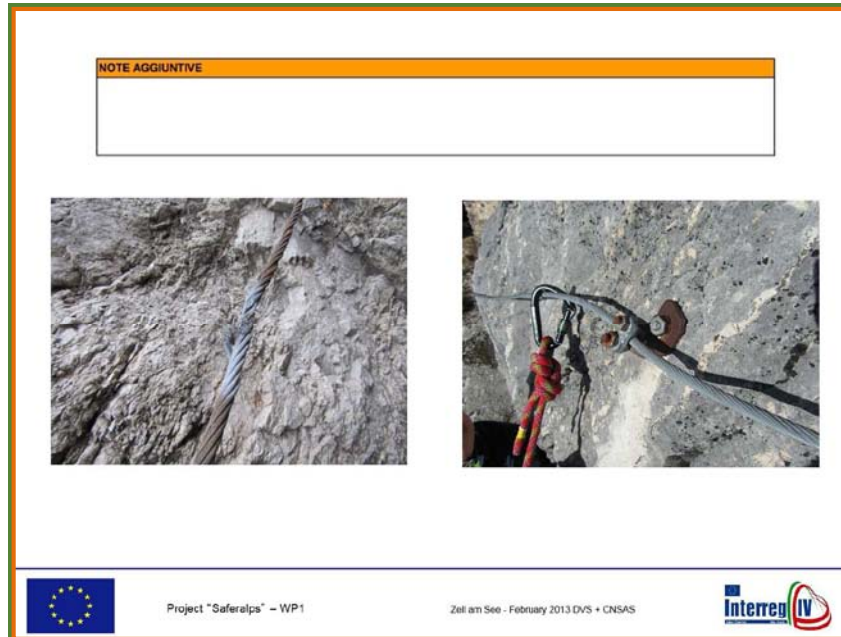 NOTE AGGIUNTIVE
Project "Saferalps" – WP1
Zell am See - February 2013 DVS + CNSAS
Interreg IV